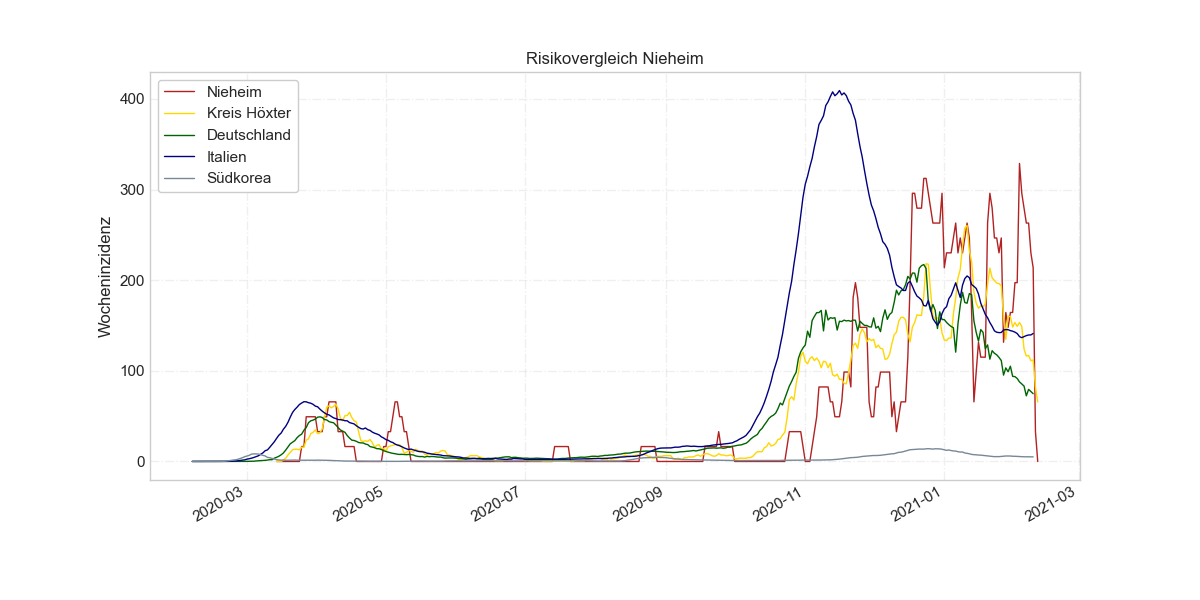 Risikovergleich Nieheim
Nieheim
Kreis Höxter
Deutschland
Italien
Südkorea
Wocheninzidenz
400
300
200
100
0
2020-03
2020-05
2020-07
2020-09
2020-11
2021-01
2021-03